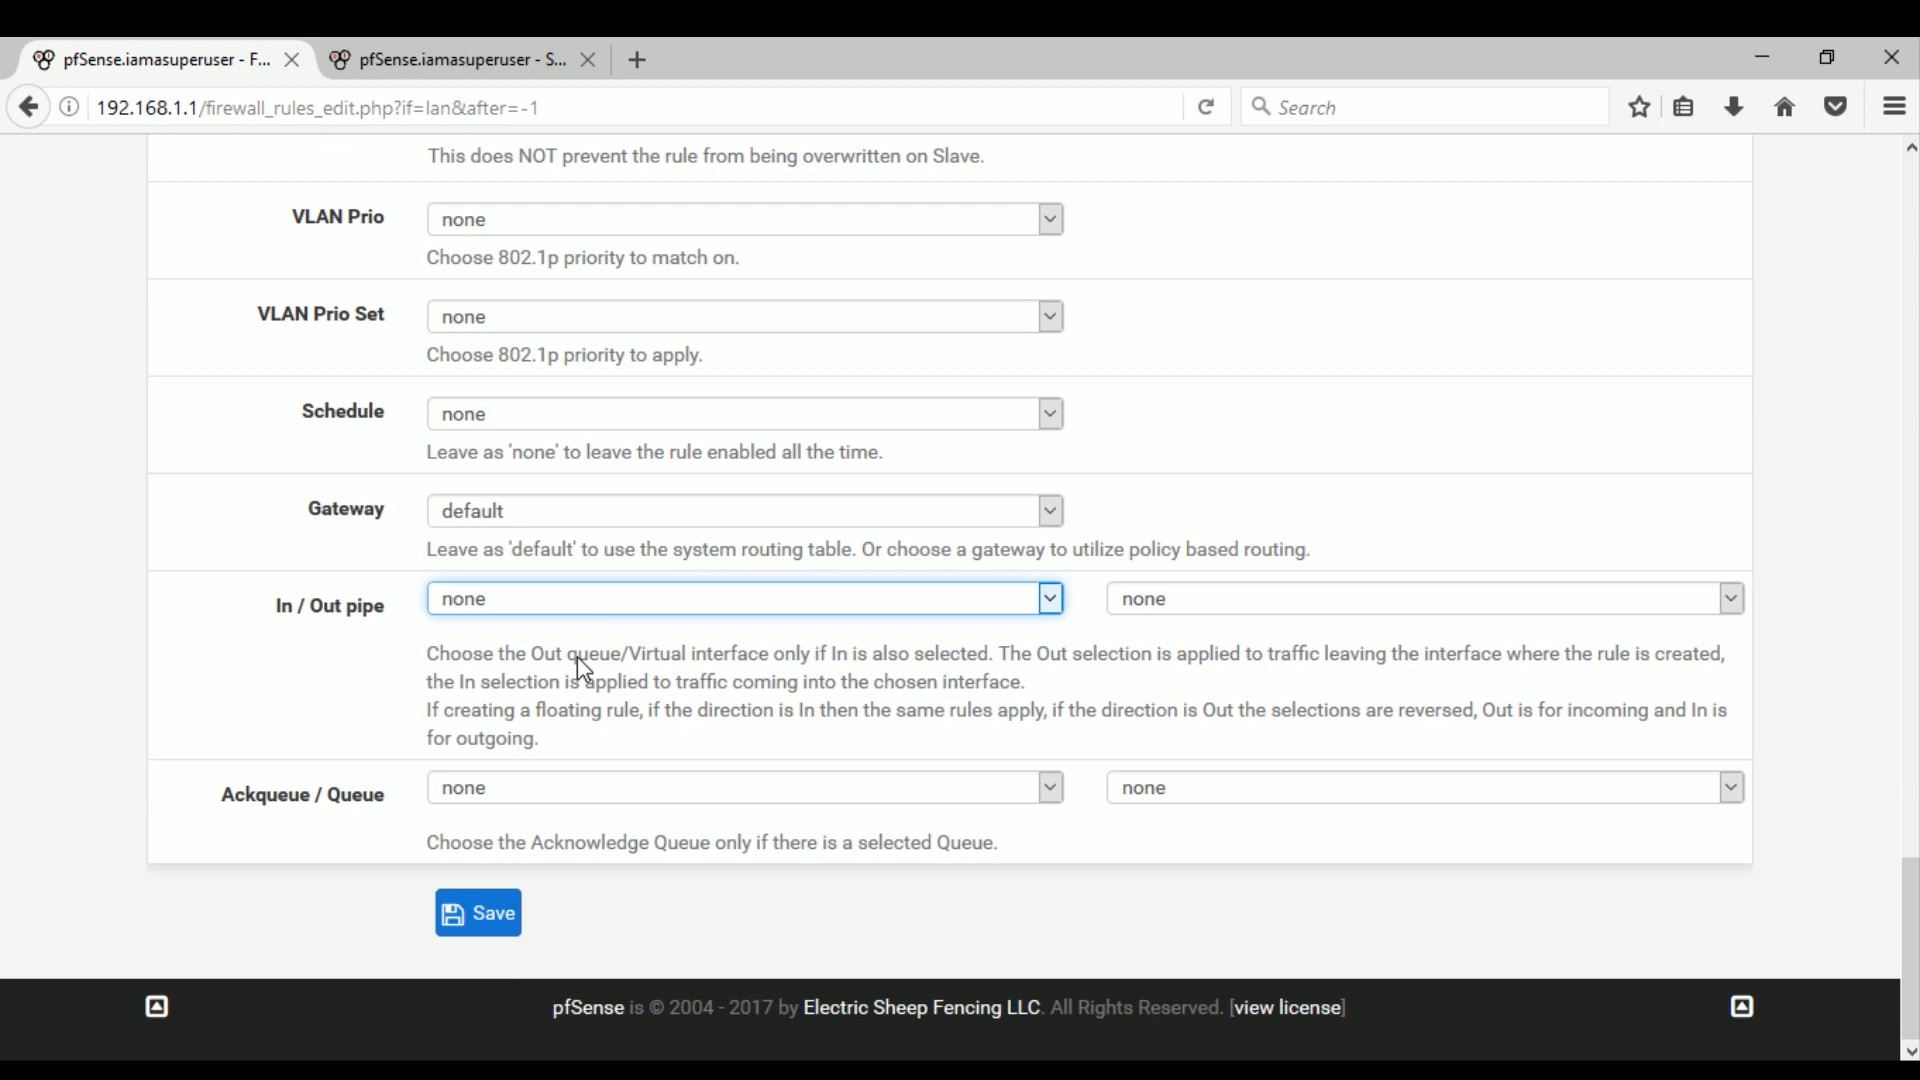 pfSense.iamasuperuser - F...
pfSense.iamasuperuser - S...
192.168.1.1/firewall_rules_edit.php?if=lan&after=-1
Search
This does NOT prevent the rule from being overwritten on Slave.
VLAN Prio
none
Choose 802.1p priority to match on.
VLAN Prio Set
none
Choose 802.1p priority to apply.
Schedule
none
Leave as 'none' to leave the rule enabled all the time.
Gateway
default
Leave as 'default' to use the system routing table. Or choose a gateway to utilize policy based routing.
In / Out pipe
none
none
Choose the Out queue/Virtual interface only if In is also selected. The Out selection is applied to traffic leaving the interface where the rule is created,
the In selection is applied to traffic coming into the chosen interface.
If creating a floating rule, if the direction is In then the same rules apply, if the direction is Out the selections are reversed, Out is for incoming and In is
for outgoing.
Ackqueue / Queue
none
none
Choose the Acknowledge Queue only if there is a selected Queue.
Save
pfSense is © 2004 - 2017 by Electric Sheep Fencing LLC. All Rights Reserved. [view license]